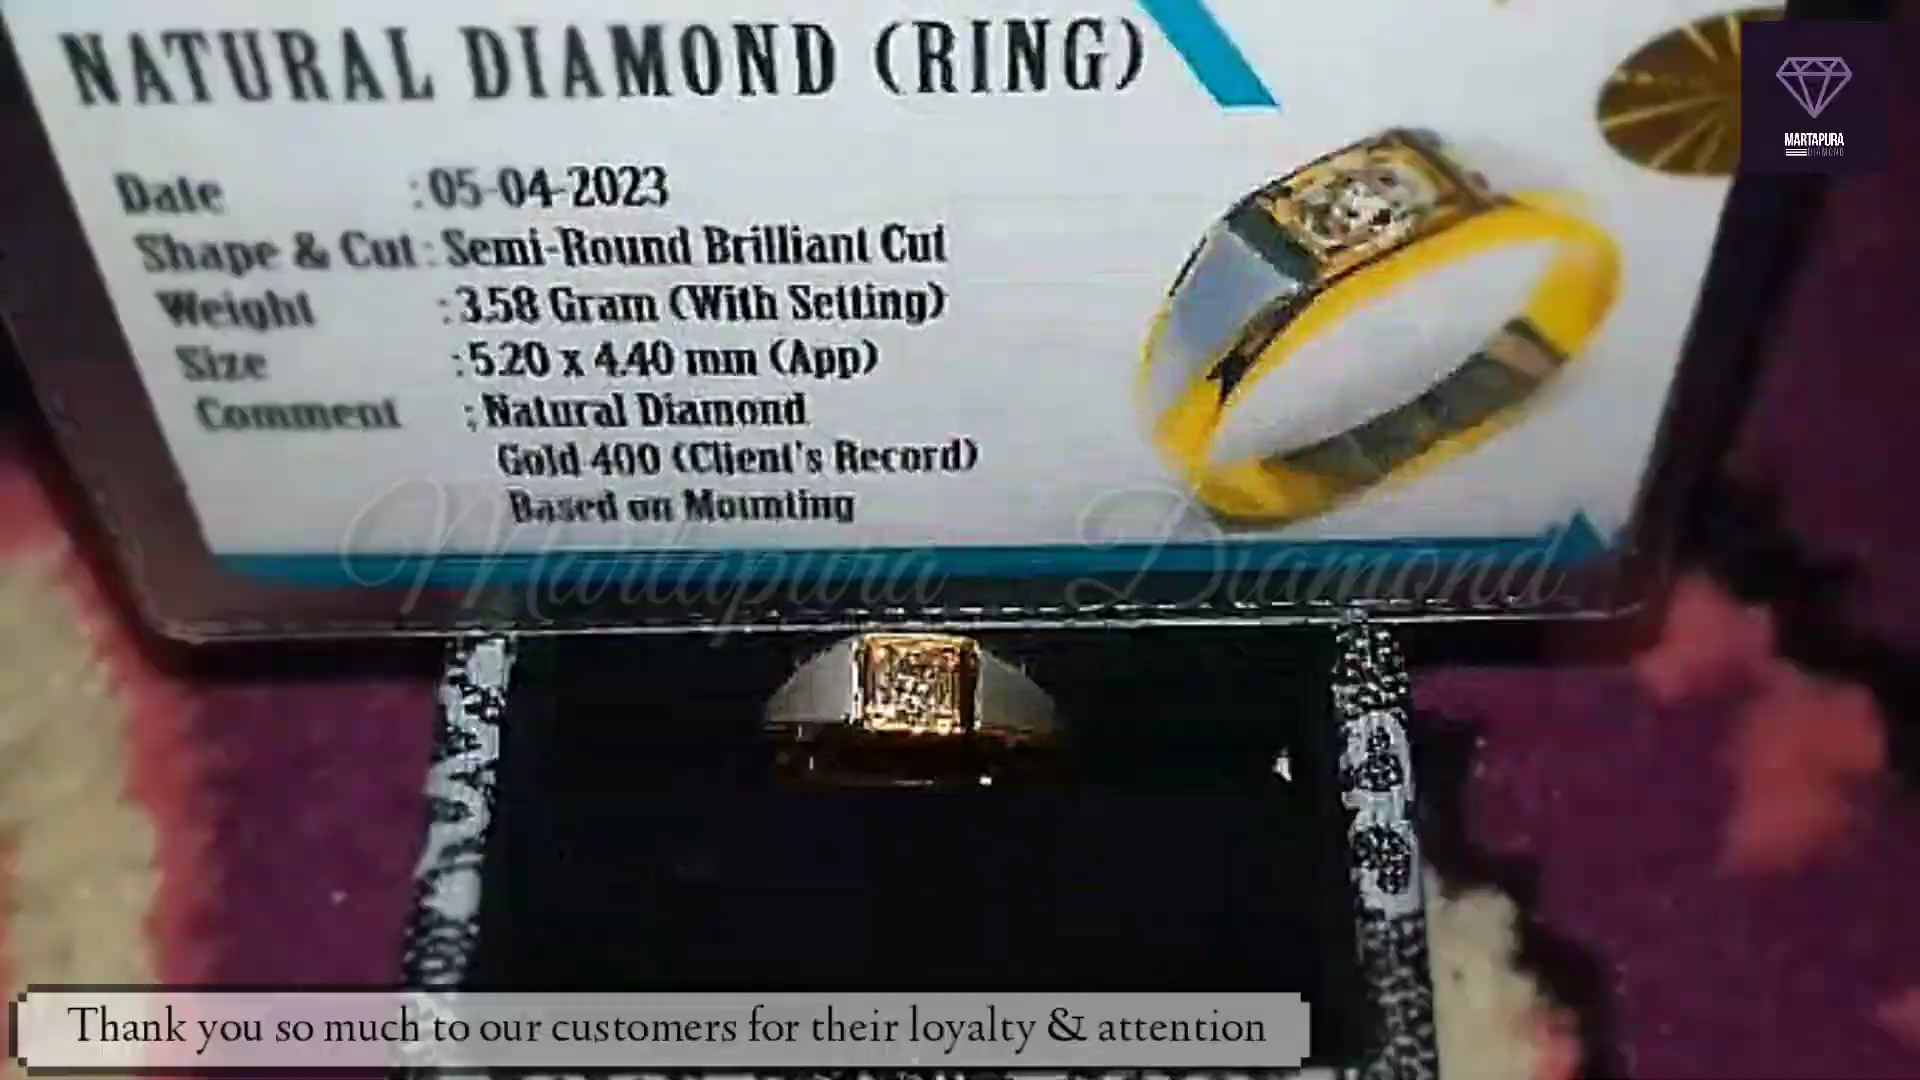 NATURAL DIAMOND (RING)
MARTAPURA
DIAMOND
Date : 05-04-2023
Shape & Cut : Semi-Round Brilliant Cut
Weight : 3.58 Gram (With Setting)
Size : 5.20 x 4.40 mm (App)
Comment : Natural Diamond
Gold 400 (Client's Record)
Based on Mounting
Martapura Diamond
Thank you so much to our customers for their loyalty & attention